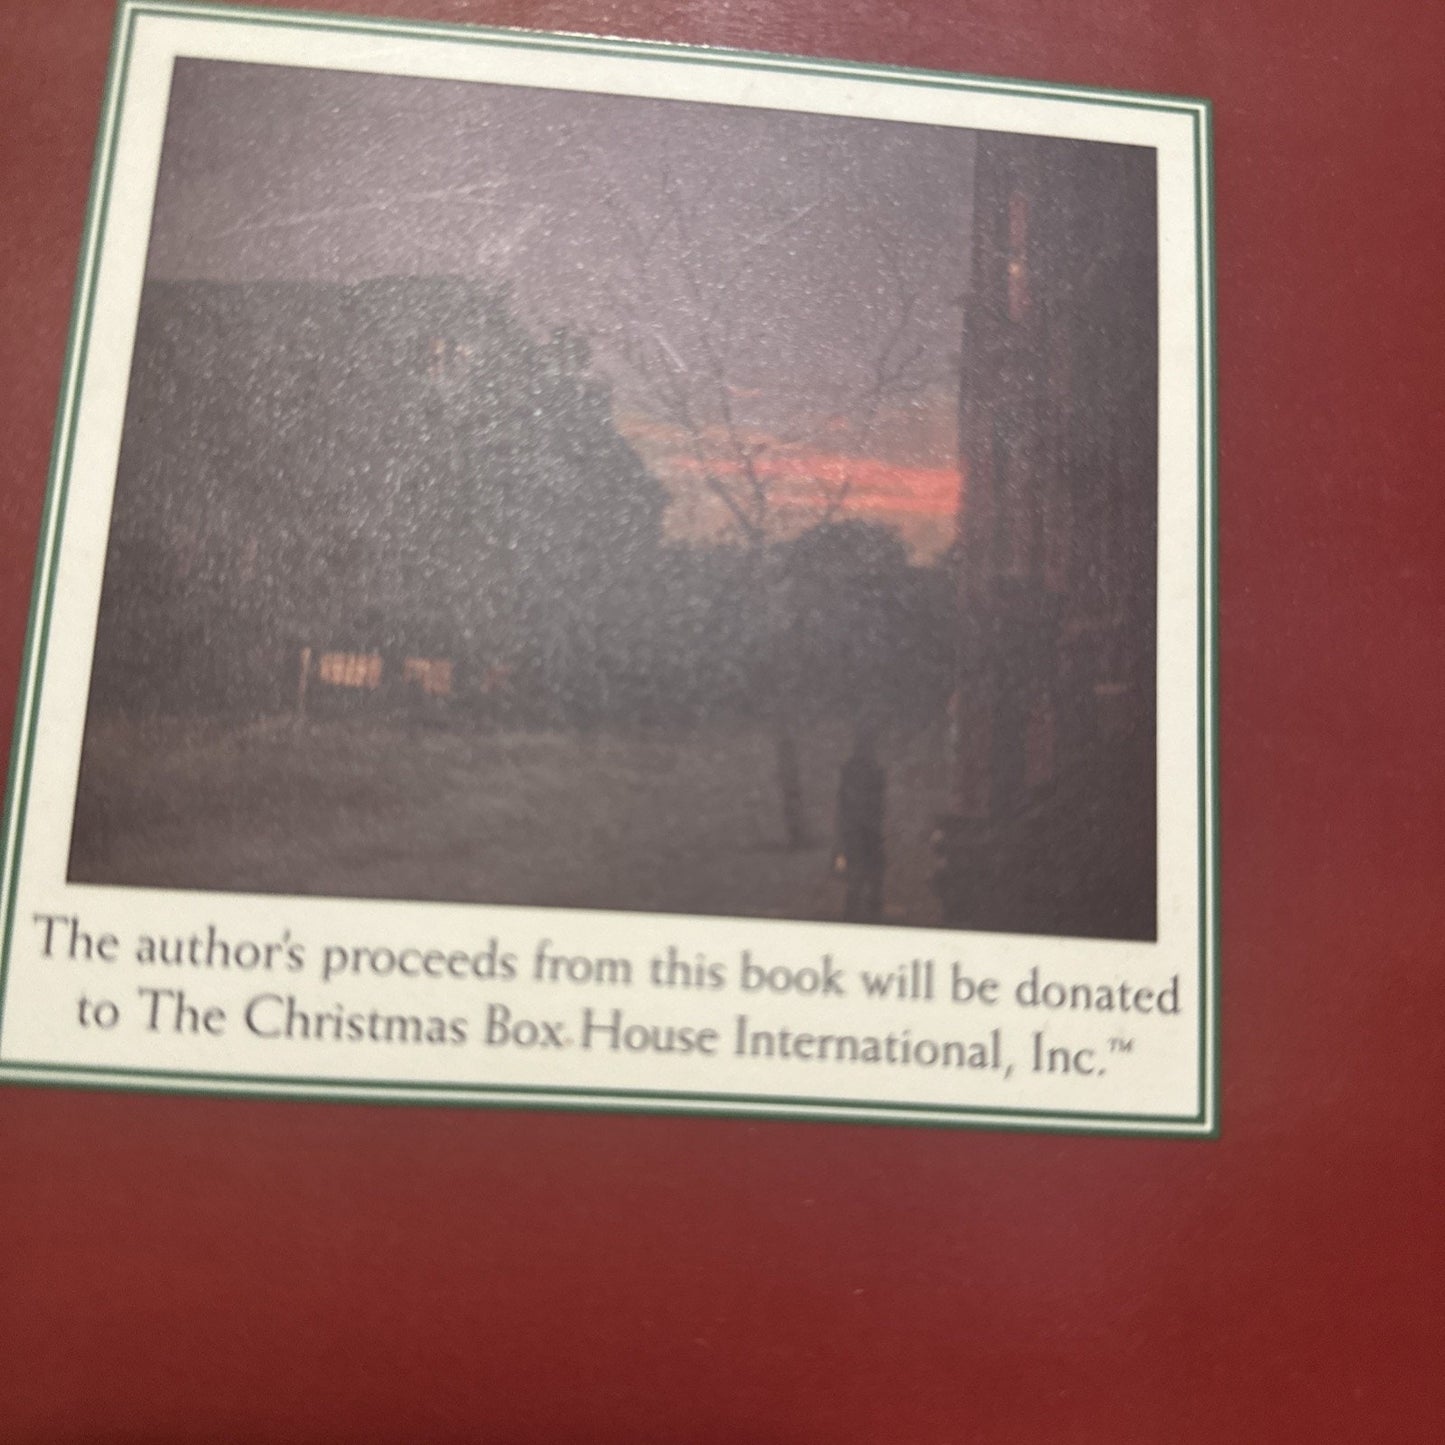 The author's proceeds from this book will be donated
to The Christmas Box House International, Inc.™